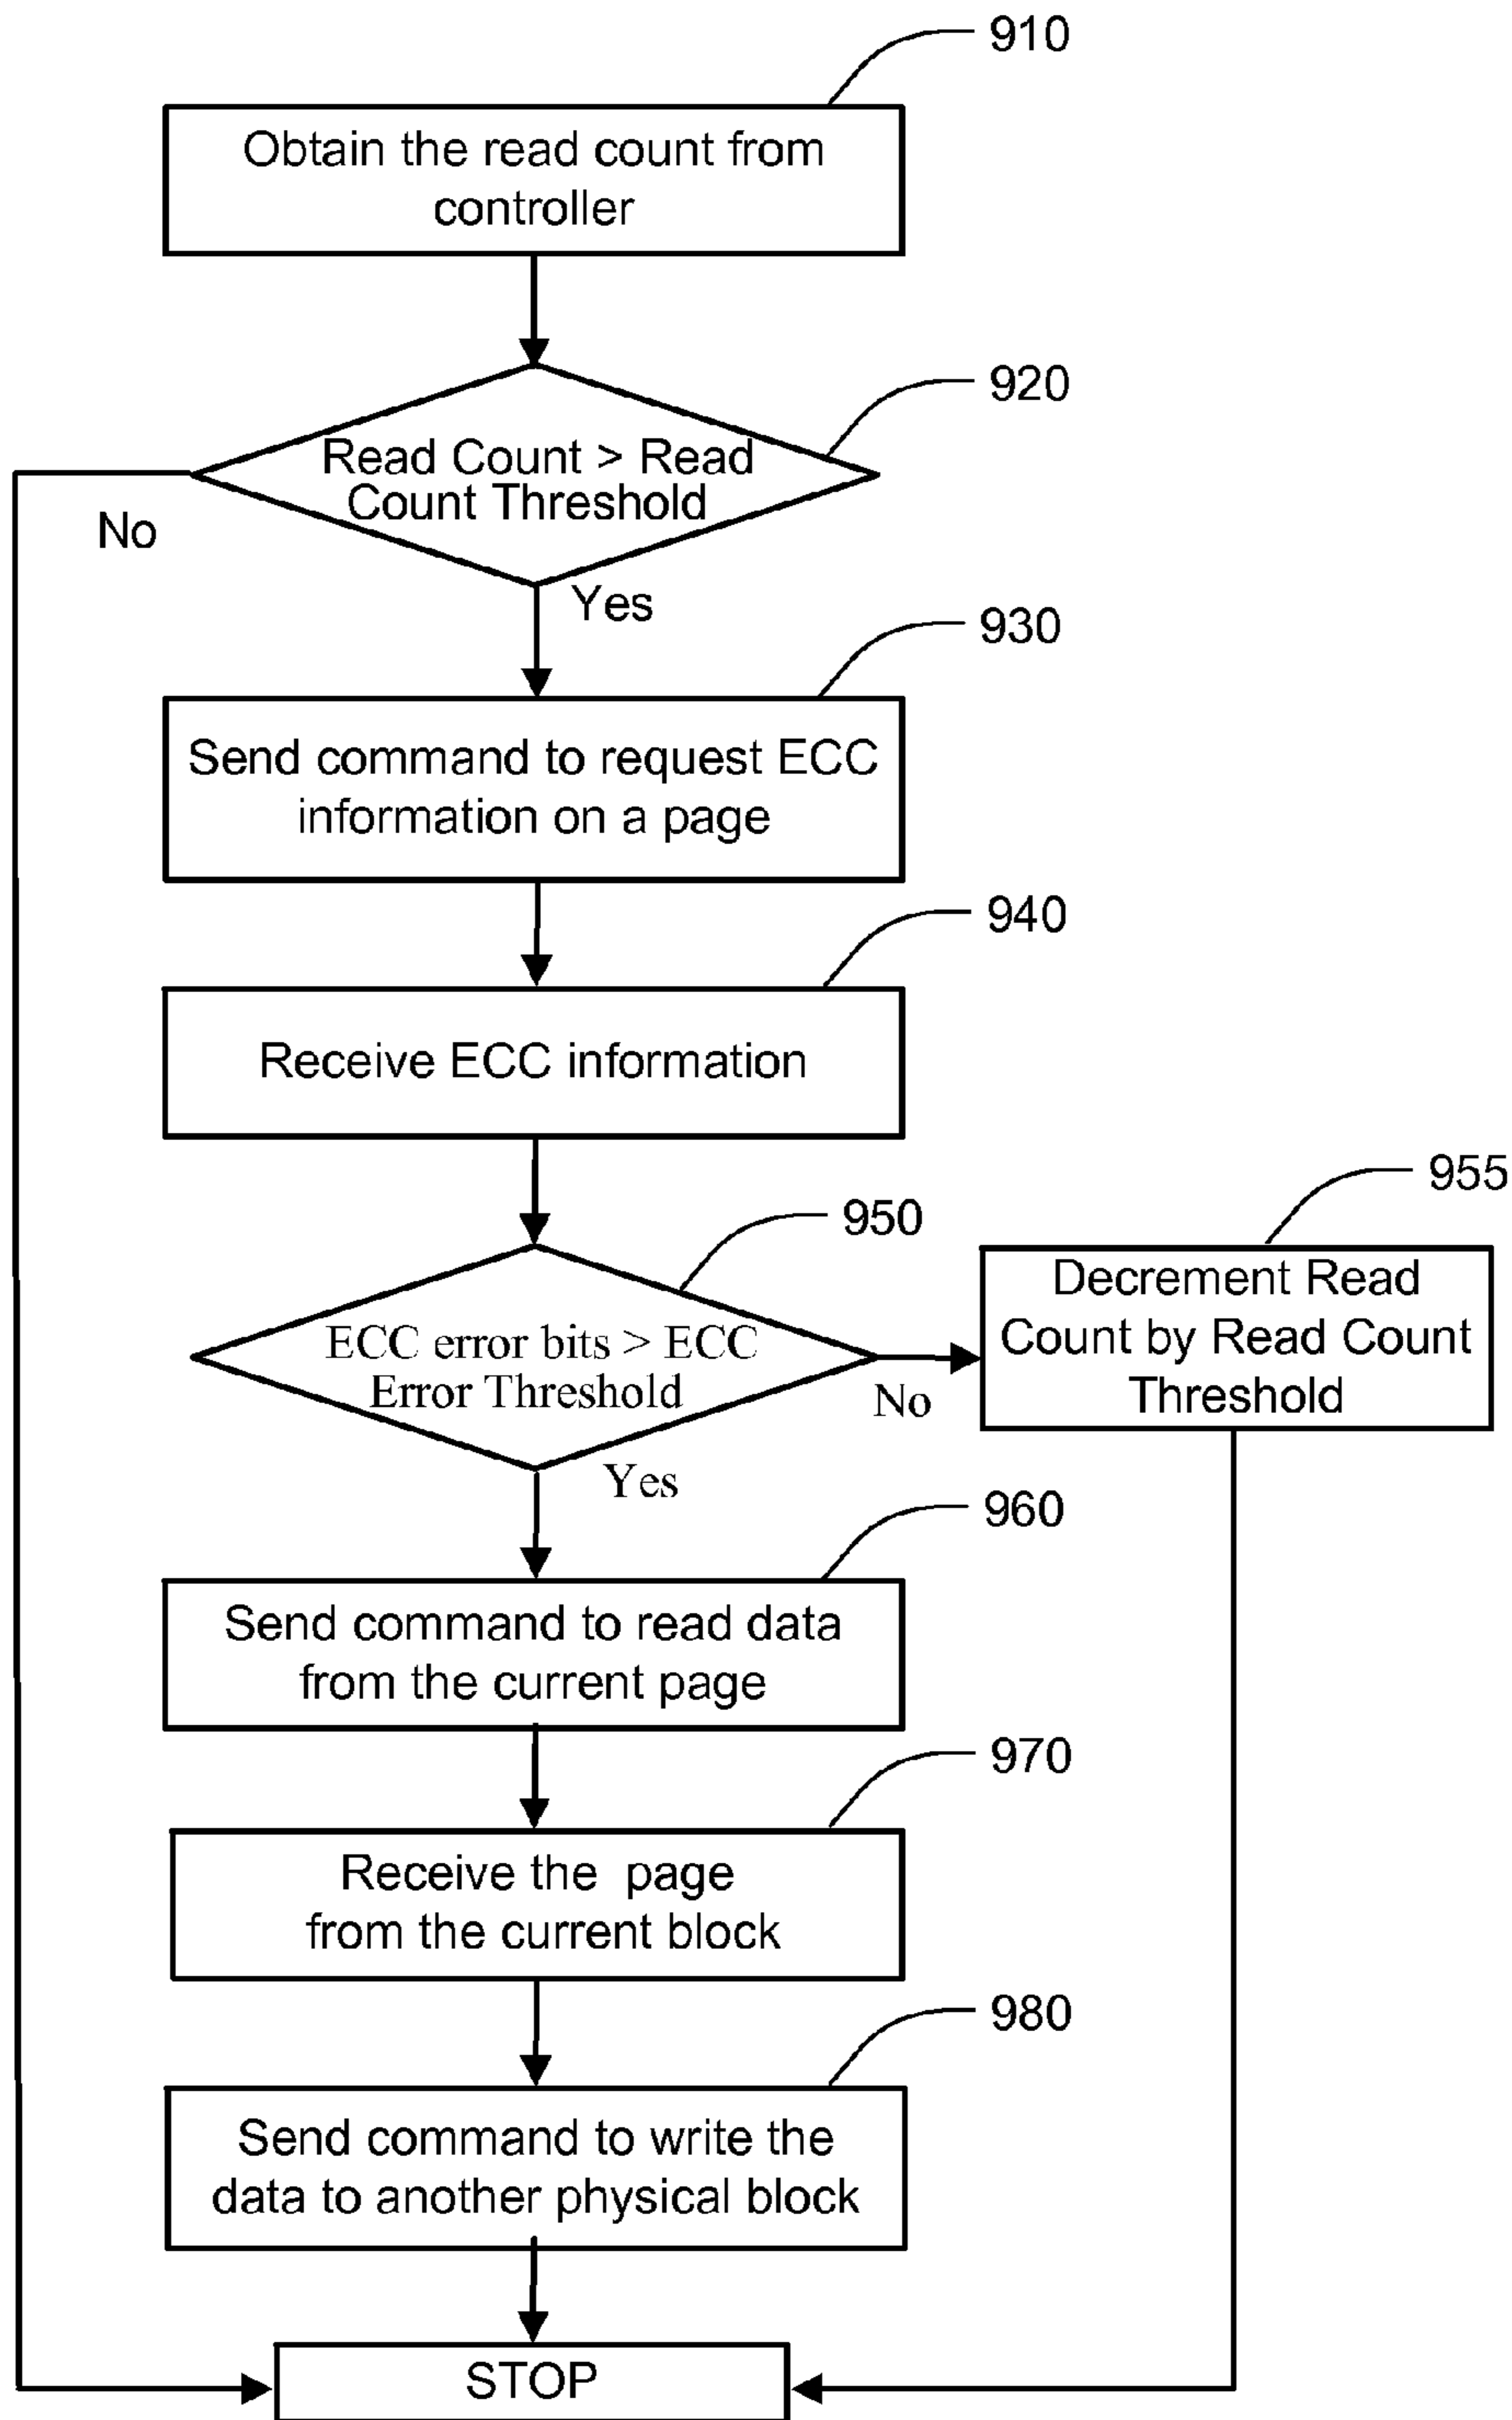 910
Obtain the read count from
controller
920
Read Count > Read
Count Threshold
No
Yes
930
Send command to request ECC
information on a page
940
Receive ECC information
955
950
Decrement Read
Count by Read Count
Threshold
ECC error bits > ECC
Error Threshold
No
Yes
960
Send command to read data
from the current page
970
Receive the page
from the current block
980
Send command to write the
data to another physical block
STOP